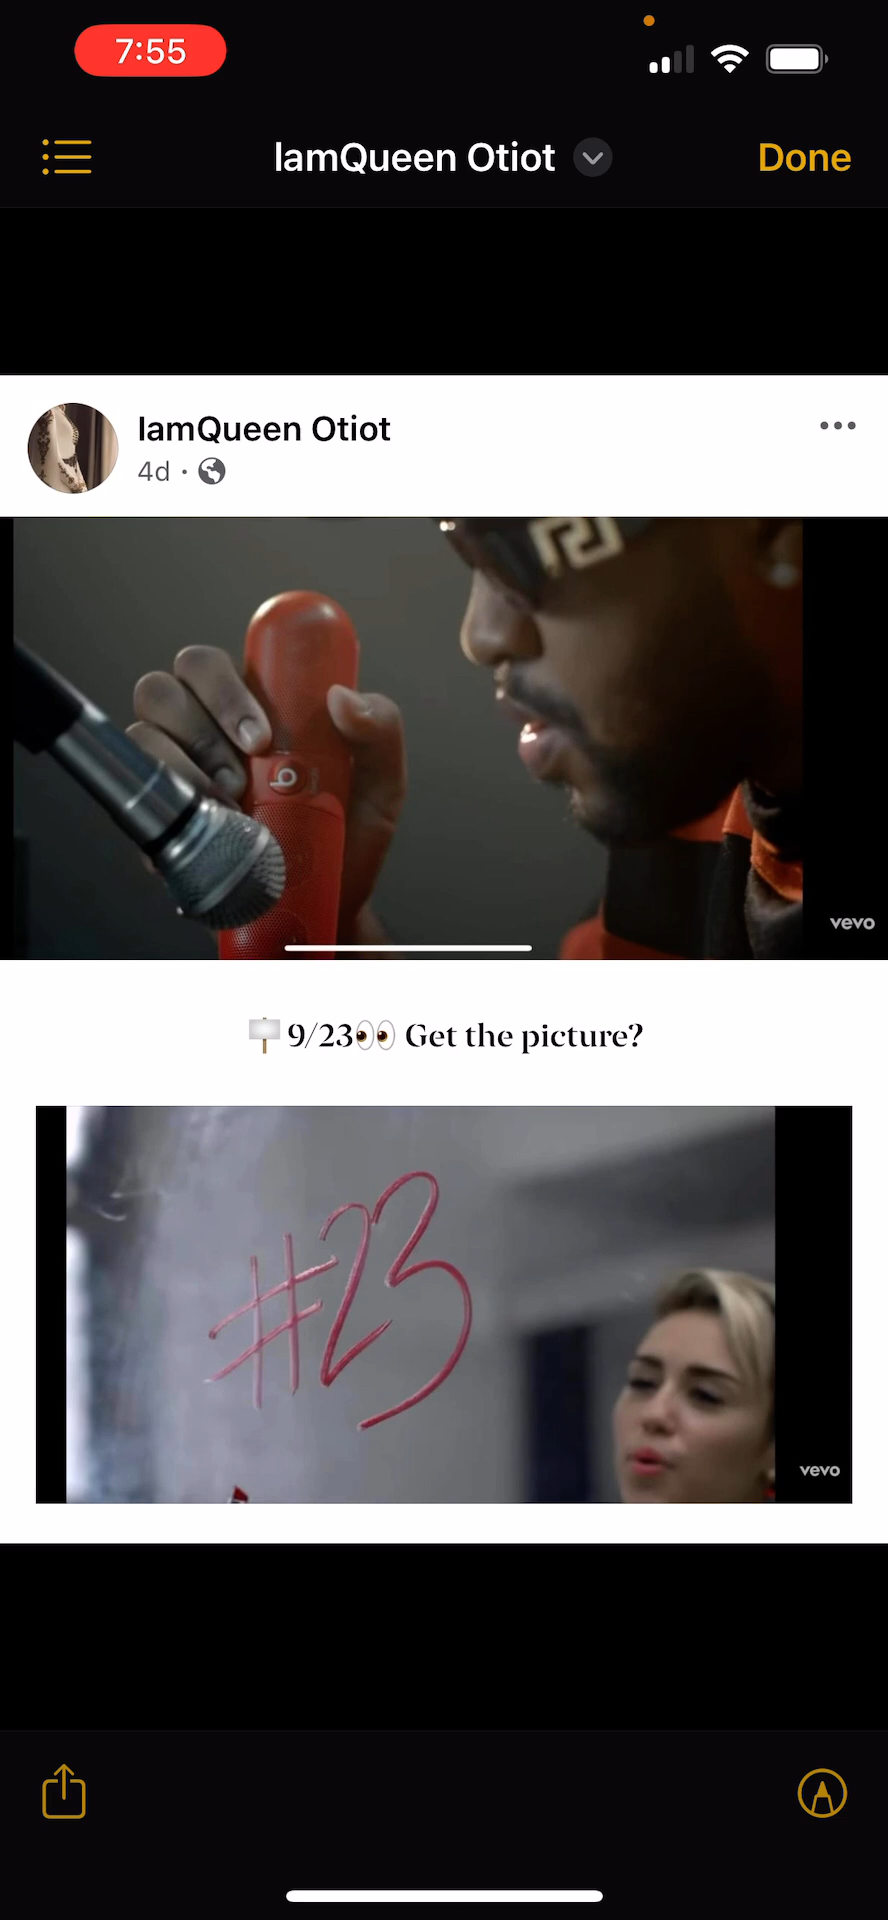 7:55
IamQueen Otiot
Done
IamQueen Otiot
4d ·
b
vevo
🪧9/23👀 Get the picture?
#23
vevo